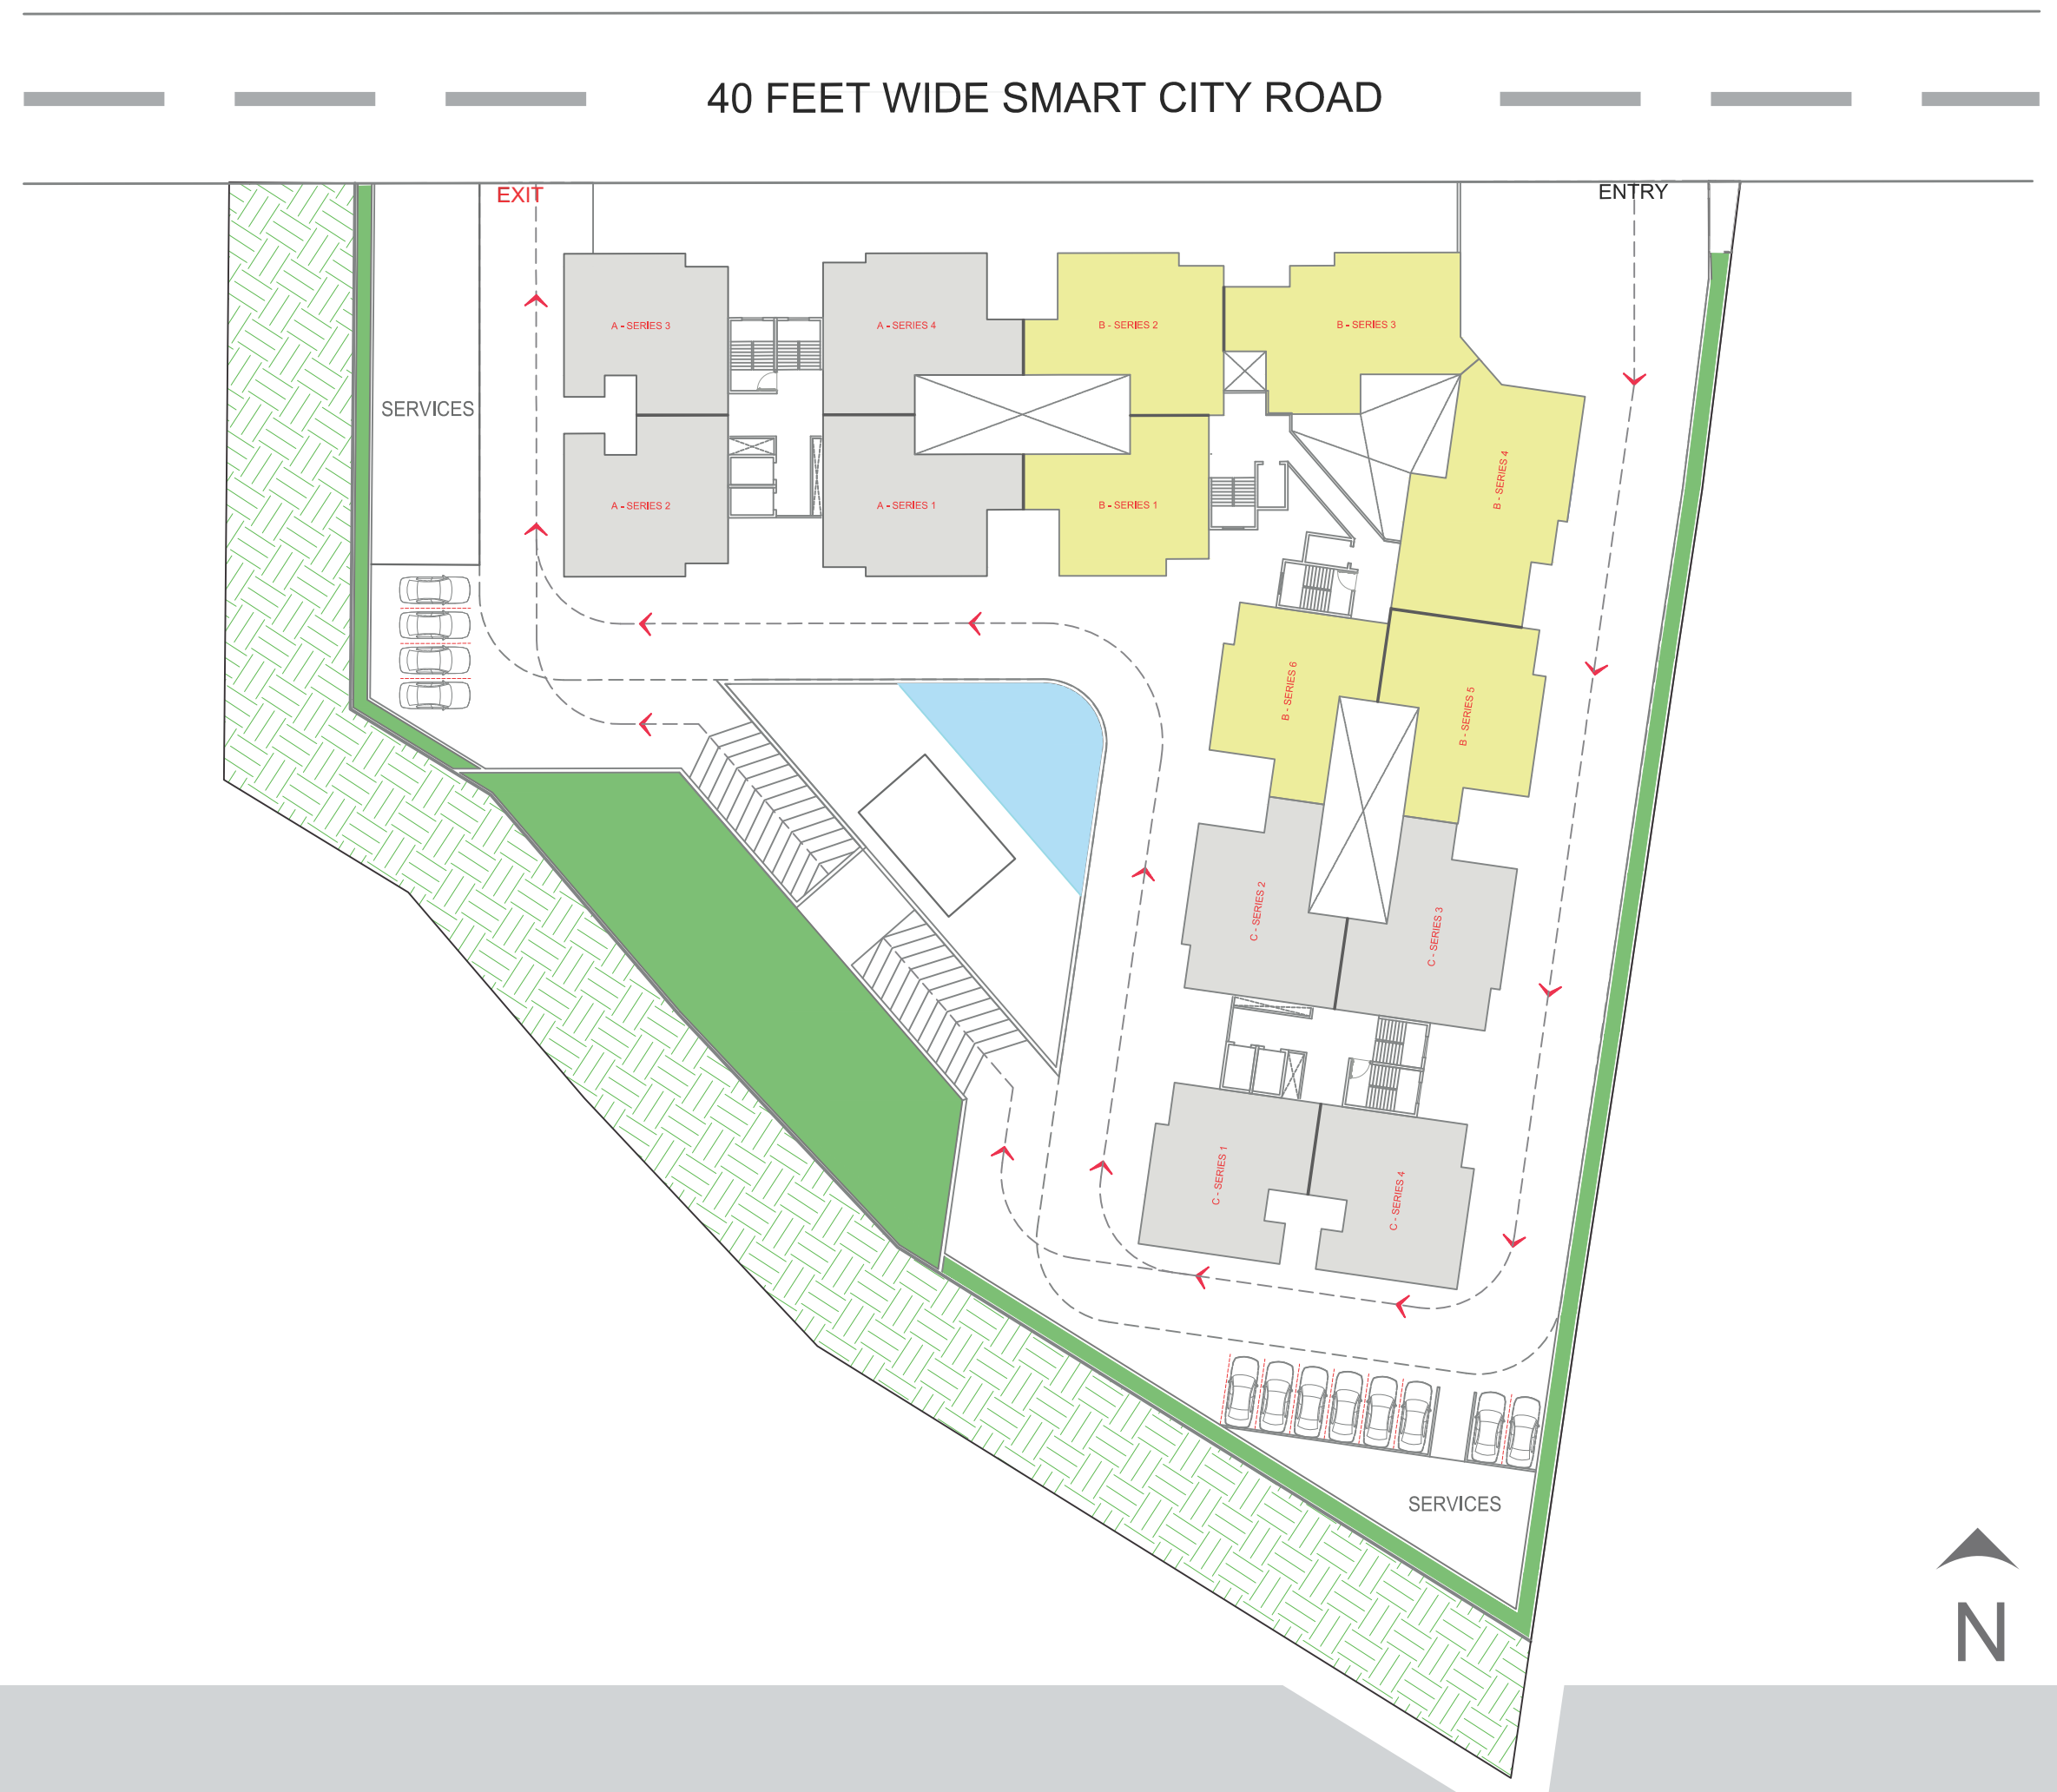 40 FEET WIDE SMART CITY ROAD
EXIT
ENTRY
A - SERIES 3
A - SERIES 4
B - SERIES 2
B - SERIES 3
SERVICES
B - SERIES 4
A - SERIES 2
A - SERIES 1
B - SERIES 1
B - SERIES 6
B - SERIES 5
C - SERIES 2
C - SERIES 3
C - SERIES 1
C - SERIES 4
SERVICES
N